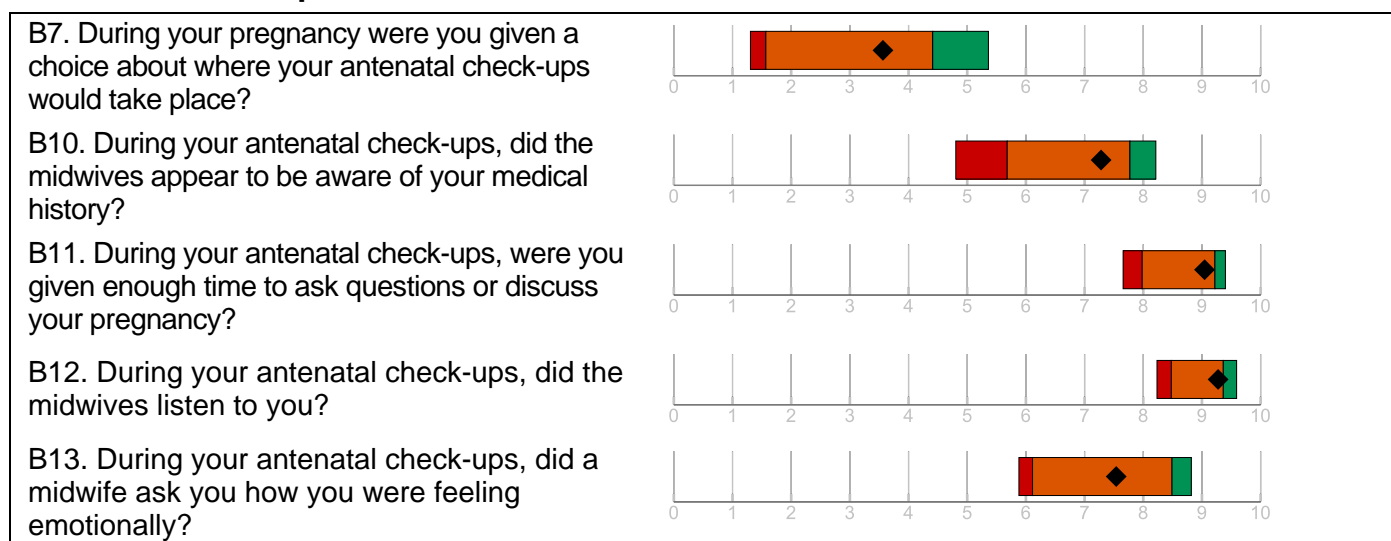 B7. During your pregnancy were you given a
choice about where your antenatal check-ups
would take place?
0 1 2 3 4 5 6 7 8 9 10
B10. During your antenatal check-ups, did the
midwives appear to be aware of your medical
history?
0 1 2 3 4 5 6 7 8 9 10
B11. During your antenatal check-ups, were you
given enough time to ask questions or discuss
your pregnancy?
0 1 2 3 4 5 6 7 8 9 10
B12. During your antenatal check-ups, did the
midwives listen to you?
0 1 2 3 4 5 6 7 8 9 10
B13. During your antenatal check-ups, did a
midwife ask you how you were feeling
emotionally?
0 1 2 3 4 5 6 7 8 9 10